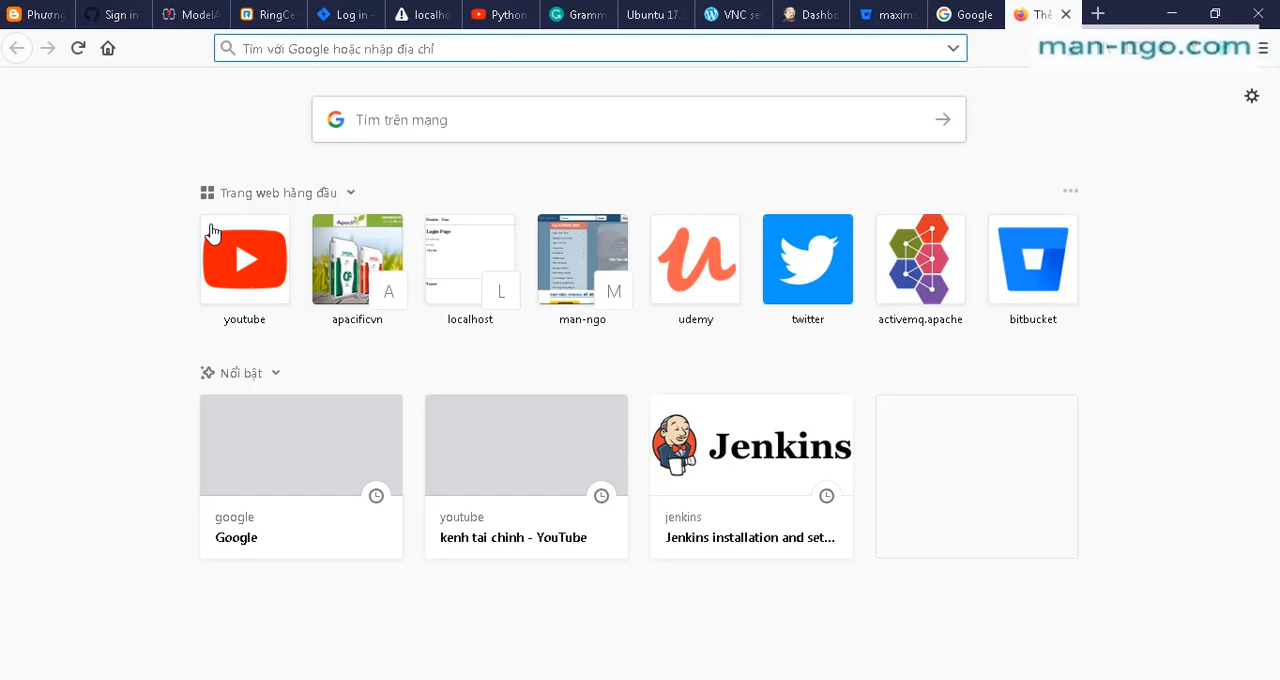 Phương
Sign in
ModelA
RingCe
Log in -
localho
Python
Gramm
Ubuntu 17.
VNC se
Dashbo
maxim
Google
Thẻ
Tìm với Google hoặc nhập địa chỉ
man-ngo.com
Tìm trên mạng
Trang web hàng đầu
A
L
M
Login Page
youtube
apacificvn
localhost
man-ngo
udemy
twitter
activemq.apache
bitbucket
Nổi bật
Jenkins
google
youtube
jenkins
Google
kenh tai chinh - YouTube
Jenkins installation and set...